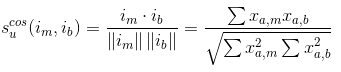 $s_u^{cos}(i_m, i_b) = \frac{i_m \cdot i_b}{\|i_m\| \, \|i_b\|} = \frac{\sum x_{a,m} x_{a,b}}{\sqrt{\sum x_{a,m}^2 \sum x_{a,b}^2}}$